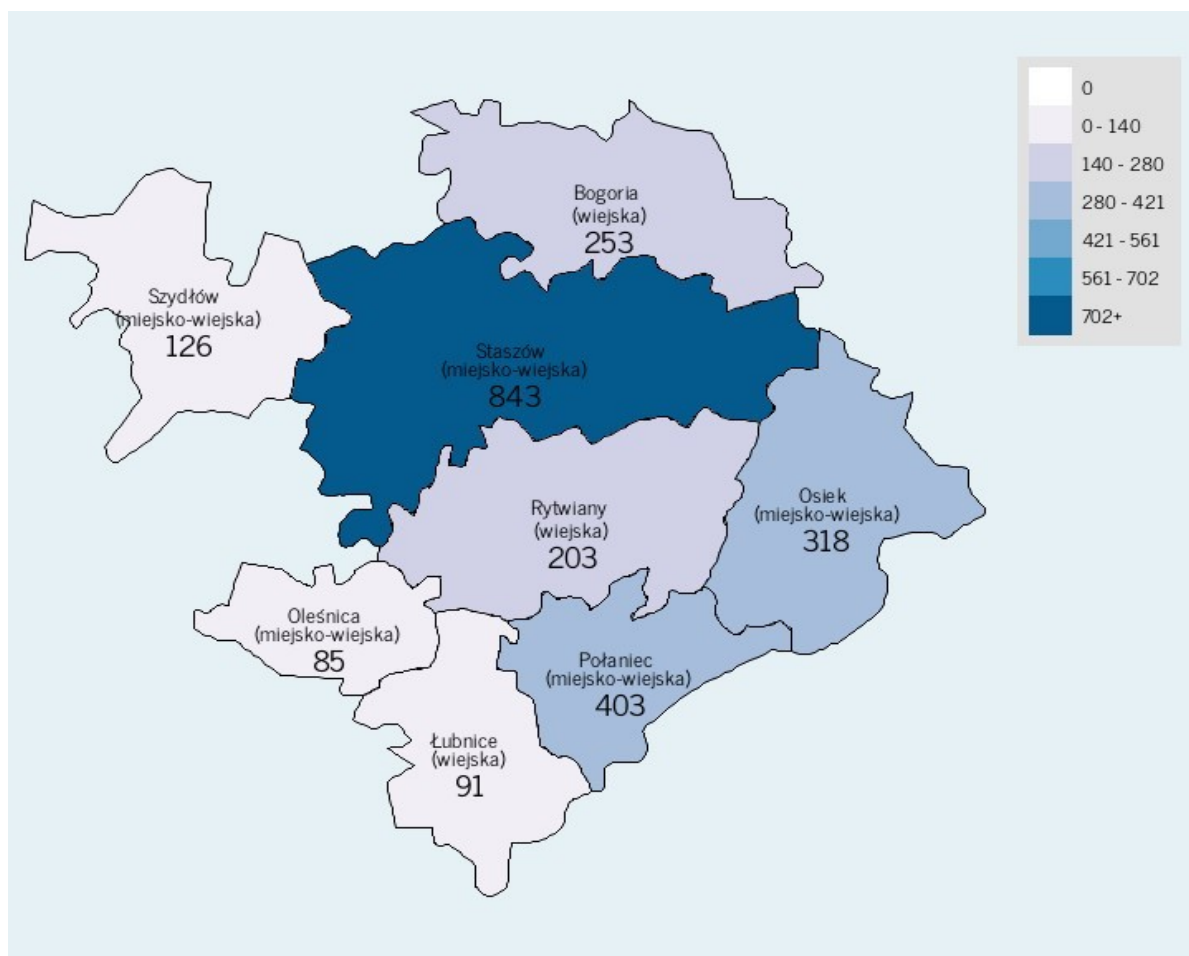 0
0 - 140
140 - 280
280 - 421
421 - 561
561 - 702
702+
Bogoria
(wiejska)
253
Szydłów
(miejsko-wiejska)
126
Staszów
(miejsko-wiejska)
843
Osiek
(miejsko-wiejska)
318
Rytwiany
(wiejska)
203
Oleśnica
(miejsko-wiejska)
85
Połaniec
(miejsko-wiejska)
403
Łubnice
(wiejska)
91